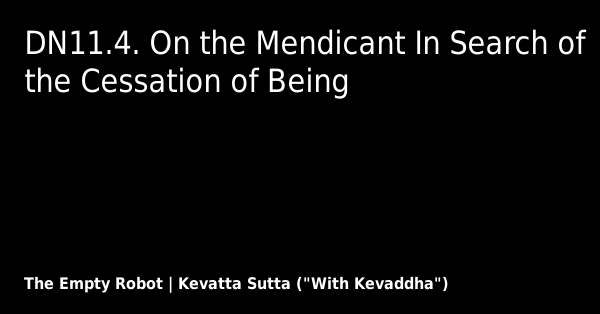 DN11.4. On the Mendicant In Search of
the Cessation of Being
The Empty Robot | Kevatta Sutta ("With Kevaddha")